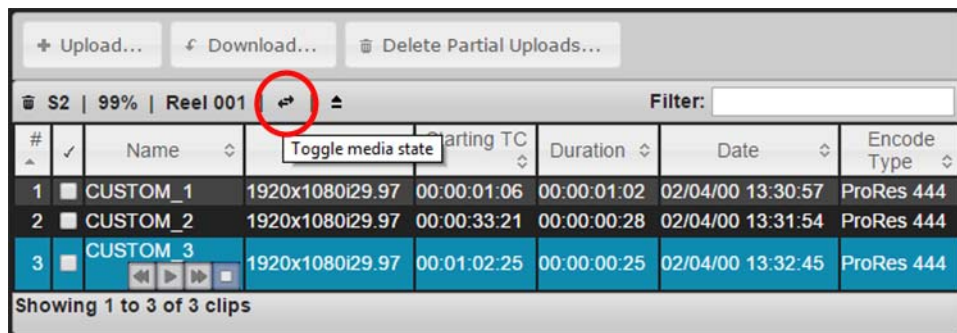 Upload... Download... Delete Partial Uploads...
S2 | 99% | Reel 001 | | Filter:
Toggle media state
# ✓ Name Starting TC Duration Date Encode Type
1 CUSTOM_1 1920x1080i29.97 00:00:01:06 00:00:01:02 02/04/00 13:30:57 ProRes 444
2 CUSTOM_2 1920x1080i29.97 00:00:33:21 00:00:00:28 02/04/00 13:31:54 ProRes 444
3 CUSTOM_3 1920x1080i29.97 00:01:02:25 00:00:00:25 02/04/00 13:32:45 ProRes 444
Showing 1 to 3 of 3 clips